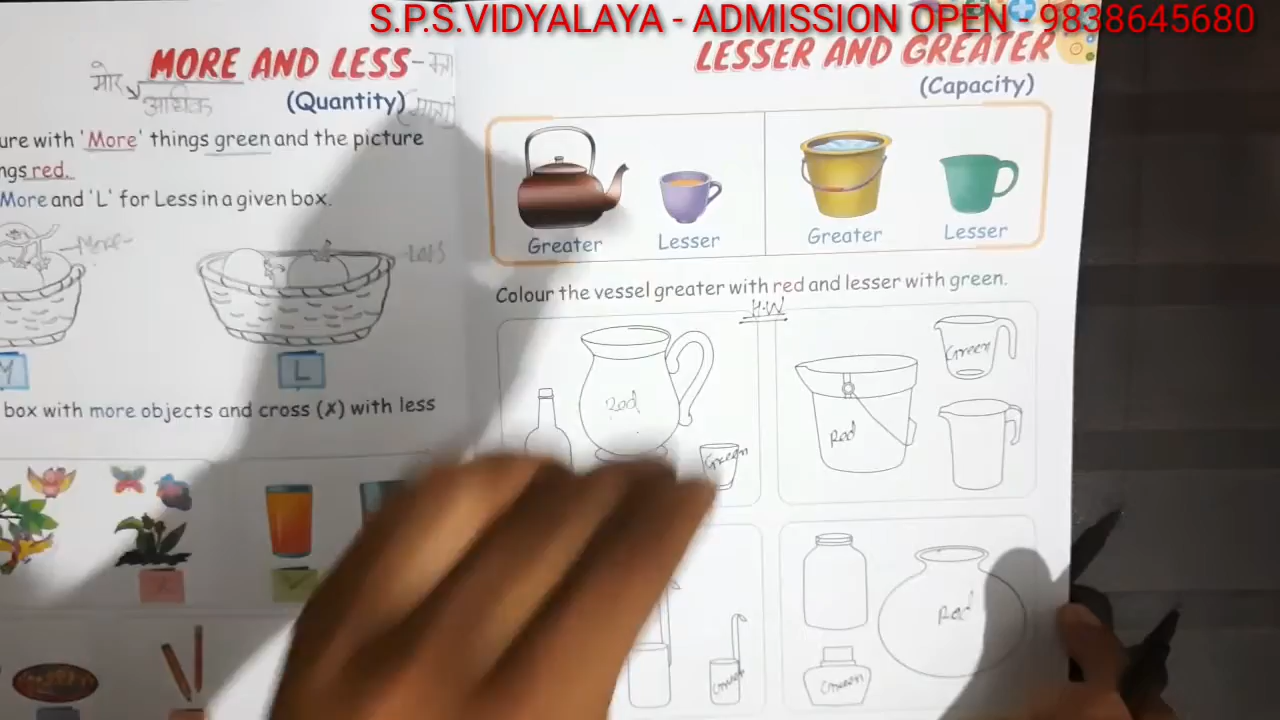 S.P.S.VIDYALAYA - ADMISSION OPEN - 9838645680
MORE AND LESS
मोर
अधिक
(Quantity)
ure with 'More' things green and the picture
ngs red.
More and 'L' for Less in a given box.
More
L
box with more objects and cross (✗) with less
LESSER AND GREATER
(Capacity)
Greater
Lesser
Greater
Lesser
Colour the vessel greater with red and lesser with green.
H.W
Red
Green
Green
Red
Red
Green
Green